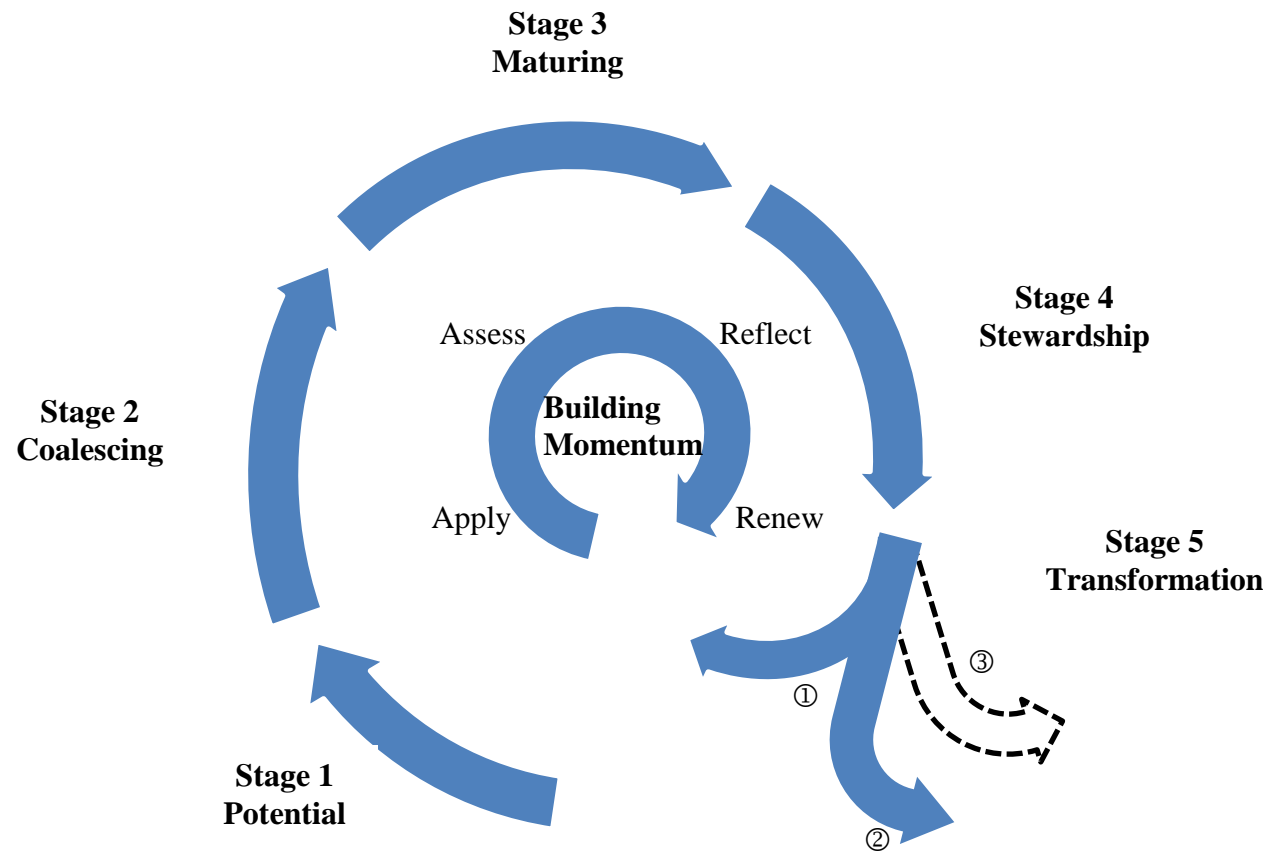 Stage 3
Maturing
Stage 4
Stewardship
Assess
Reflect
Building
Momentum
Stage 2
Coalescing
Apply
Renew
Stage 5
Transformation
③
①
Stage 1
Potential
②